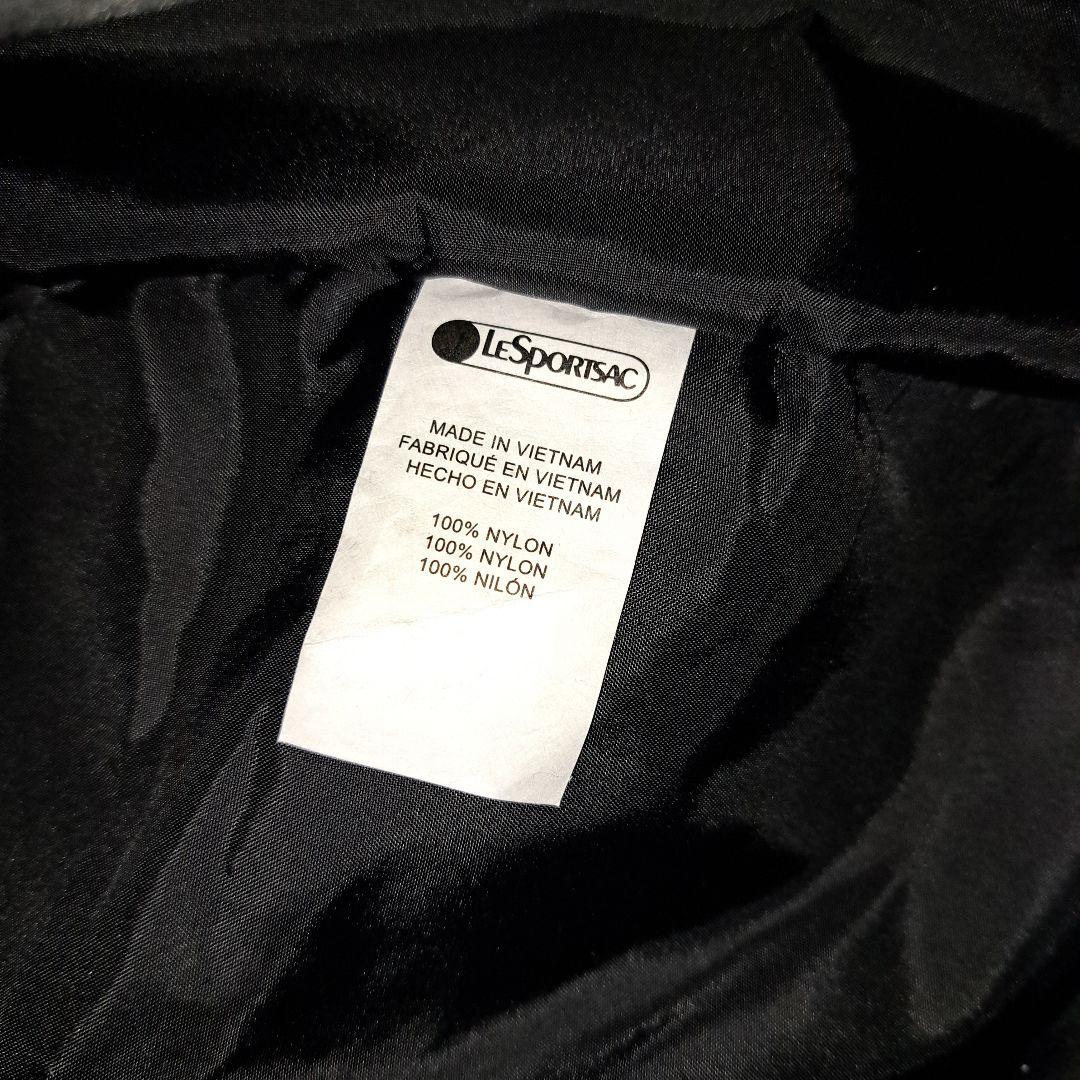 LESPORTSAC
MADE IN VIETNAM
FABRIQUÉ EN VIETNAM
HECHO EN VIETNAM
100% NYLON
100% NYLON
100% NILÓN